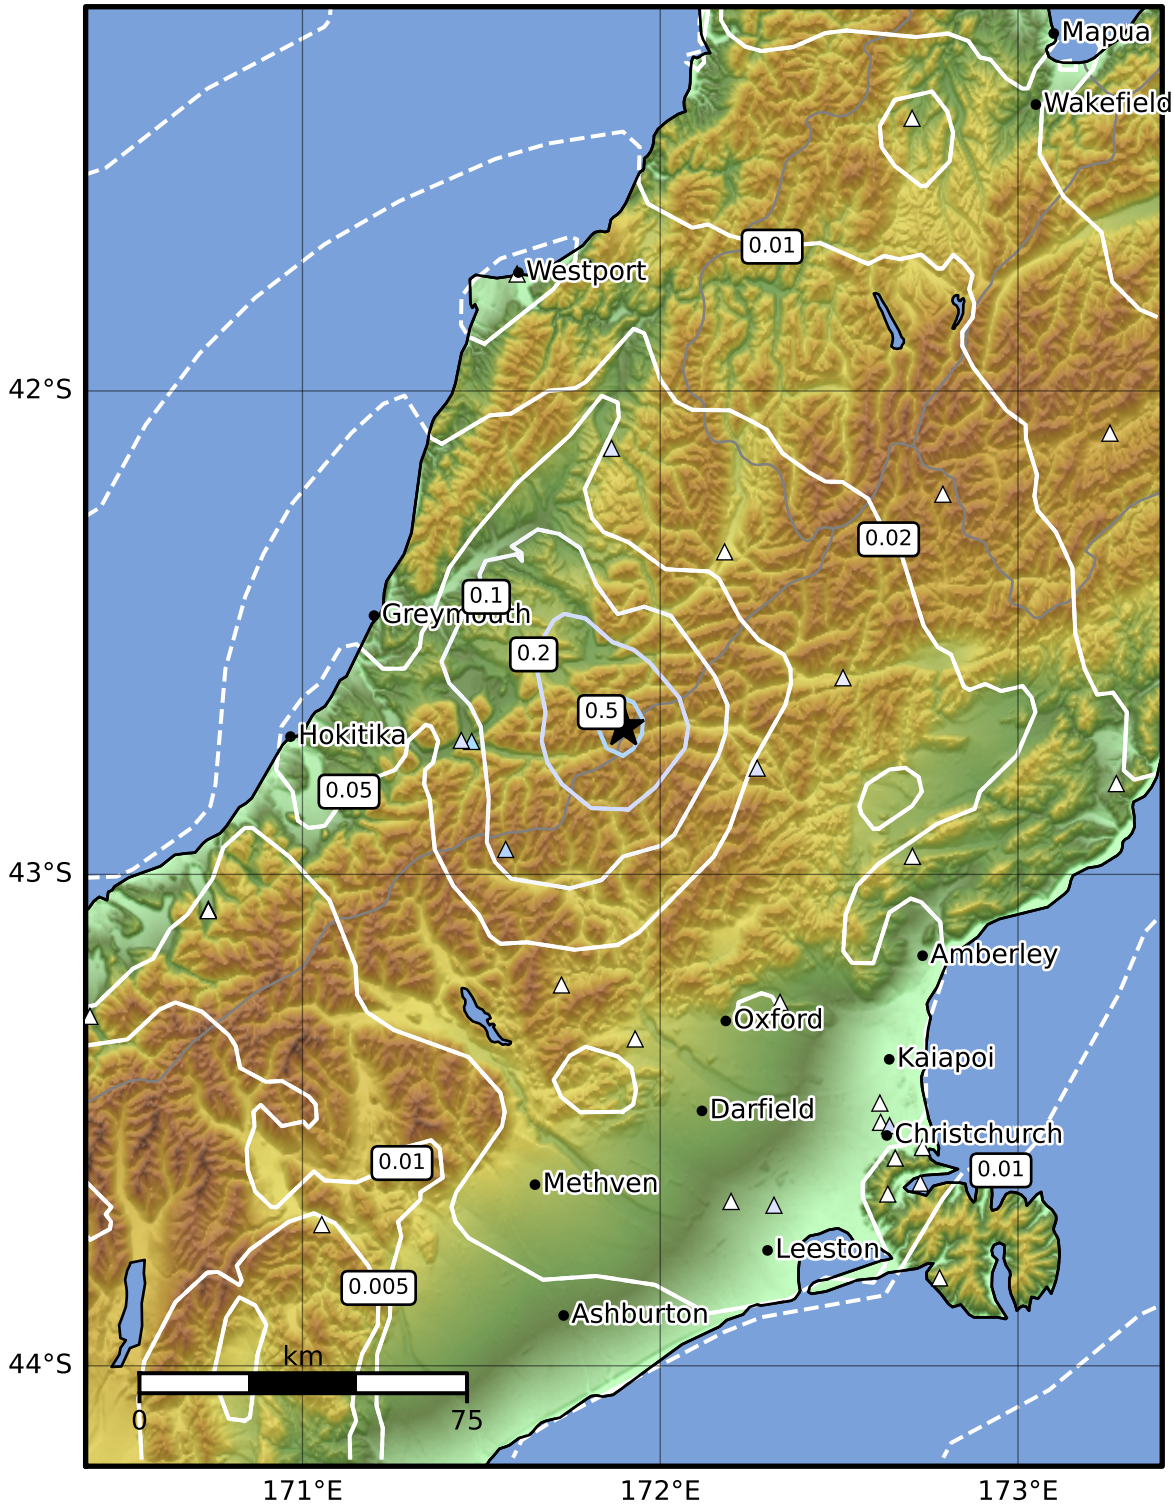 Mapua
Wakefield
0.01
Westport
42°S
0.02
0.1
Greymouth
0.2
0.5
Hokitika
0.05
43°S
Amberley
Oxford
Kaiapoi
Darfield
Christchurch
0.01
0.01
Methven
Leeston
0.005
Ashburton
km
44°S
0 75
171°E 172°E 173°E